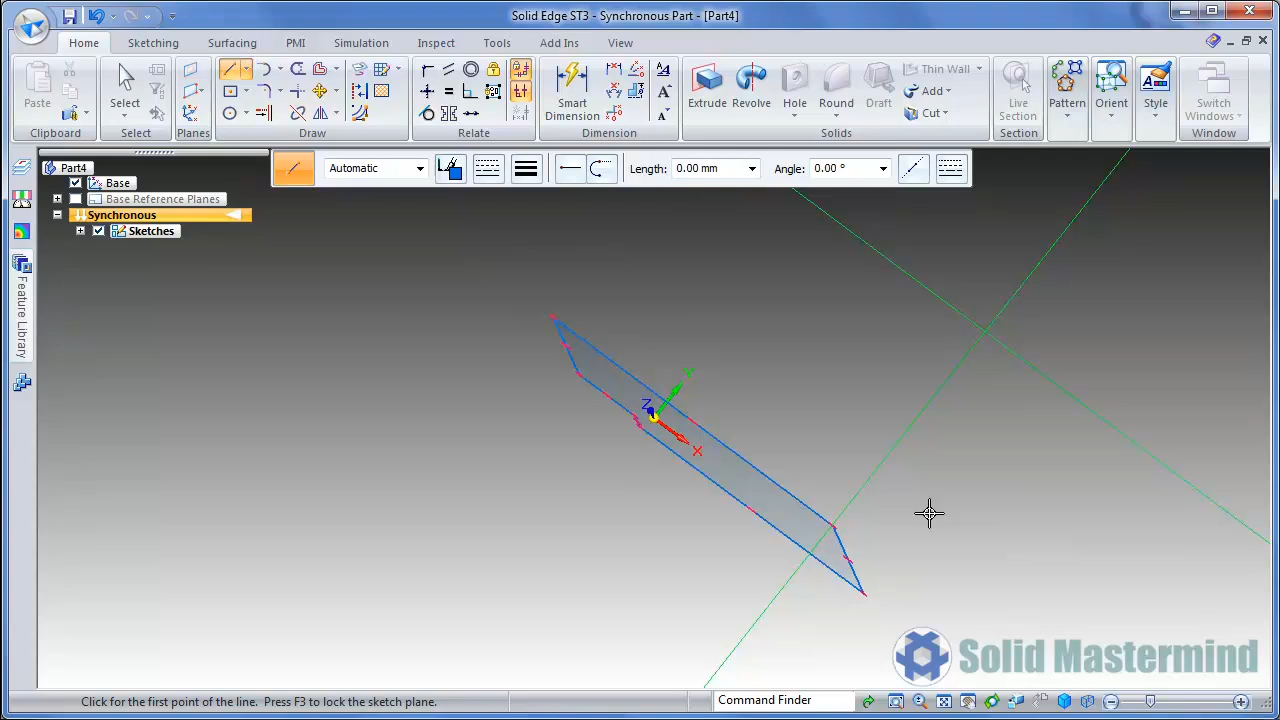 Solid Edge ST3 - Synchronous Part - [Part4]
Home Sketching Surfacing PMI Simulation Inspect Tools Add Ins View
Paste
Clipboard
Select
Select
Planes
Draw
Relate
Smart
Dimension
Dimension
Extrude Revolve Hole Round Draft
Thin Wall
Add
Cut
Solids
Live
Section
Section
Pattern
Orient
Style
Switch
Windows
Window
Automatic
Length: 0.00 mm
Angle: 0.00 °
Part4
Base
Base Reference Planes
Synchronous
Sketches
Feature Library
Z
Y
X
Solid Mastermind
Click for the first point of the line. Press F3 to lock the sketch plane.
Command Finder